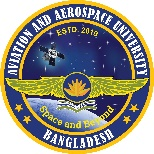 AVIATION AND AEROSPACE UNIVERSITY
ESTD. 2019
Space and Beyond
BANGLADESH